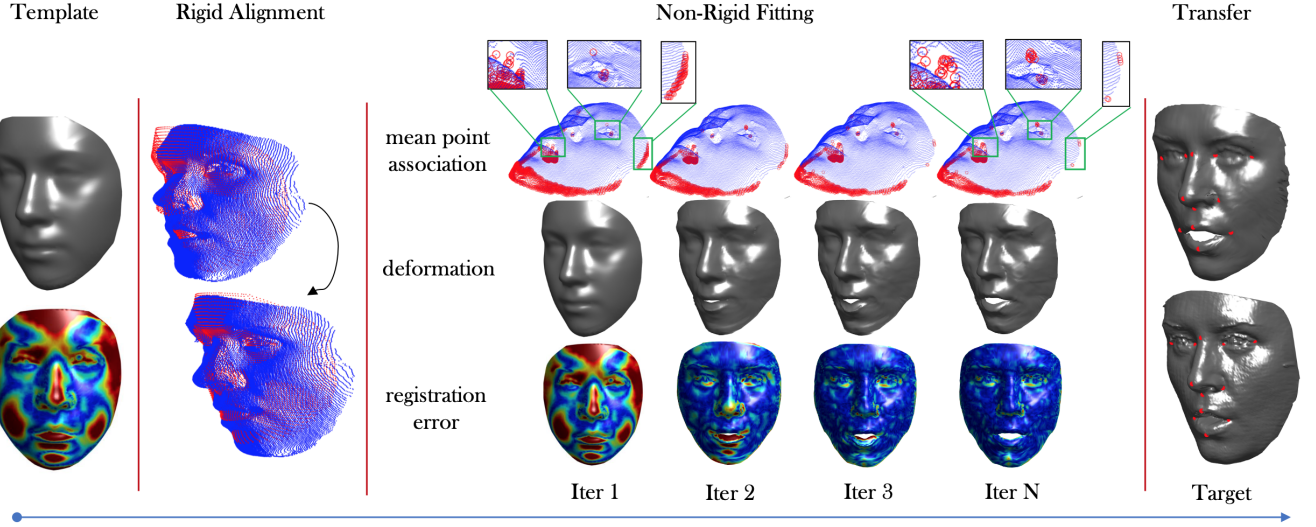 Template
Rigid Alignment
Non-Rigid Fitting
Transfer
mean point
association
deformation
registration
error
Iter 1
Iter 2
Iter 3
Iter N
Target